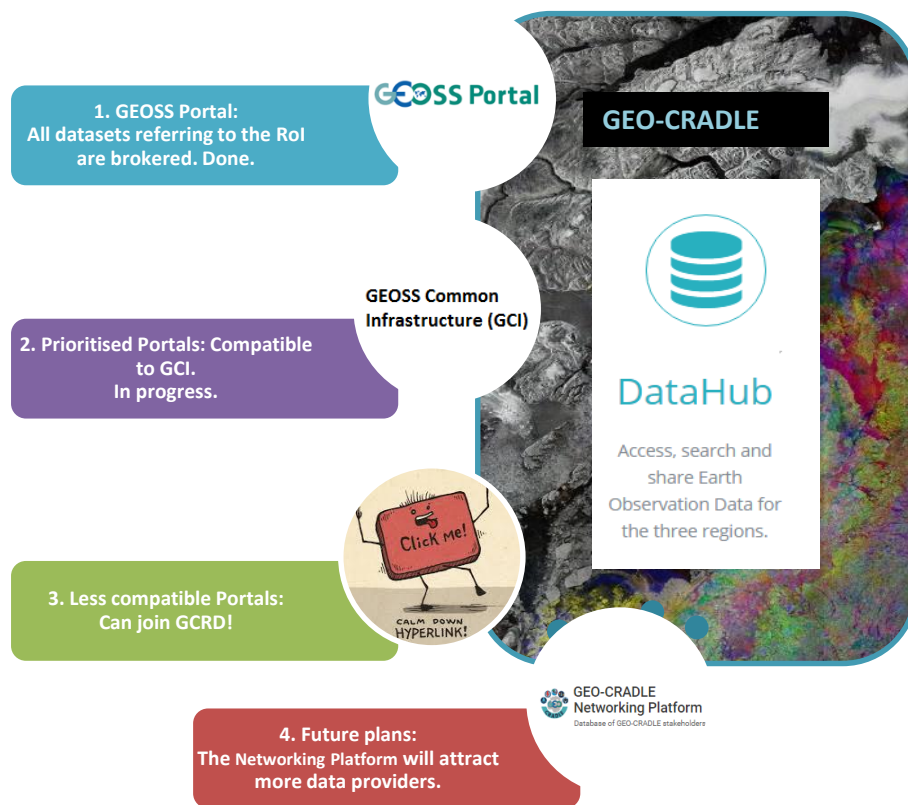 GEOSS Portal
1. GEOSS Portal:
All datasets referring to the RoI
are brokered. Done.
GEO-CRADLE
GEOSS Common
Infrastructure (GCI)
2. Prioritised Portals: Compatible
to GCI.
In progress.
DataHub
Access, search and
share Earth
Observation Data for
the three regions.
Click Me!
CALM DOWN
HYPERLINK!
3. Less compatible Portals:
Can join GCRD!
GEO-CRADLE
Networking Platform
Database of GEO-CRADLE stakeholders
4. Future plans:
The Networking Platform will attract
more data providers.